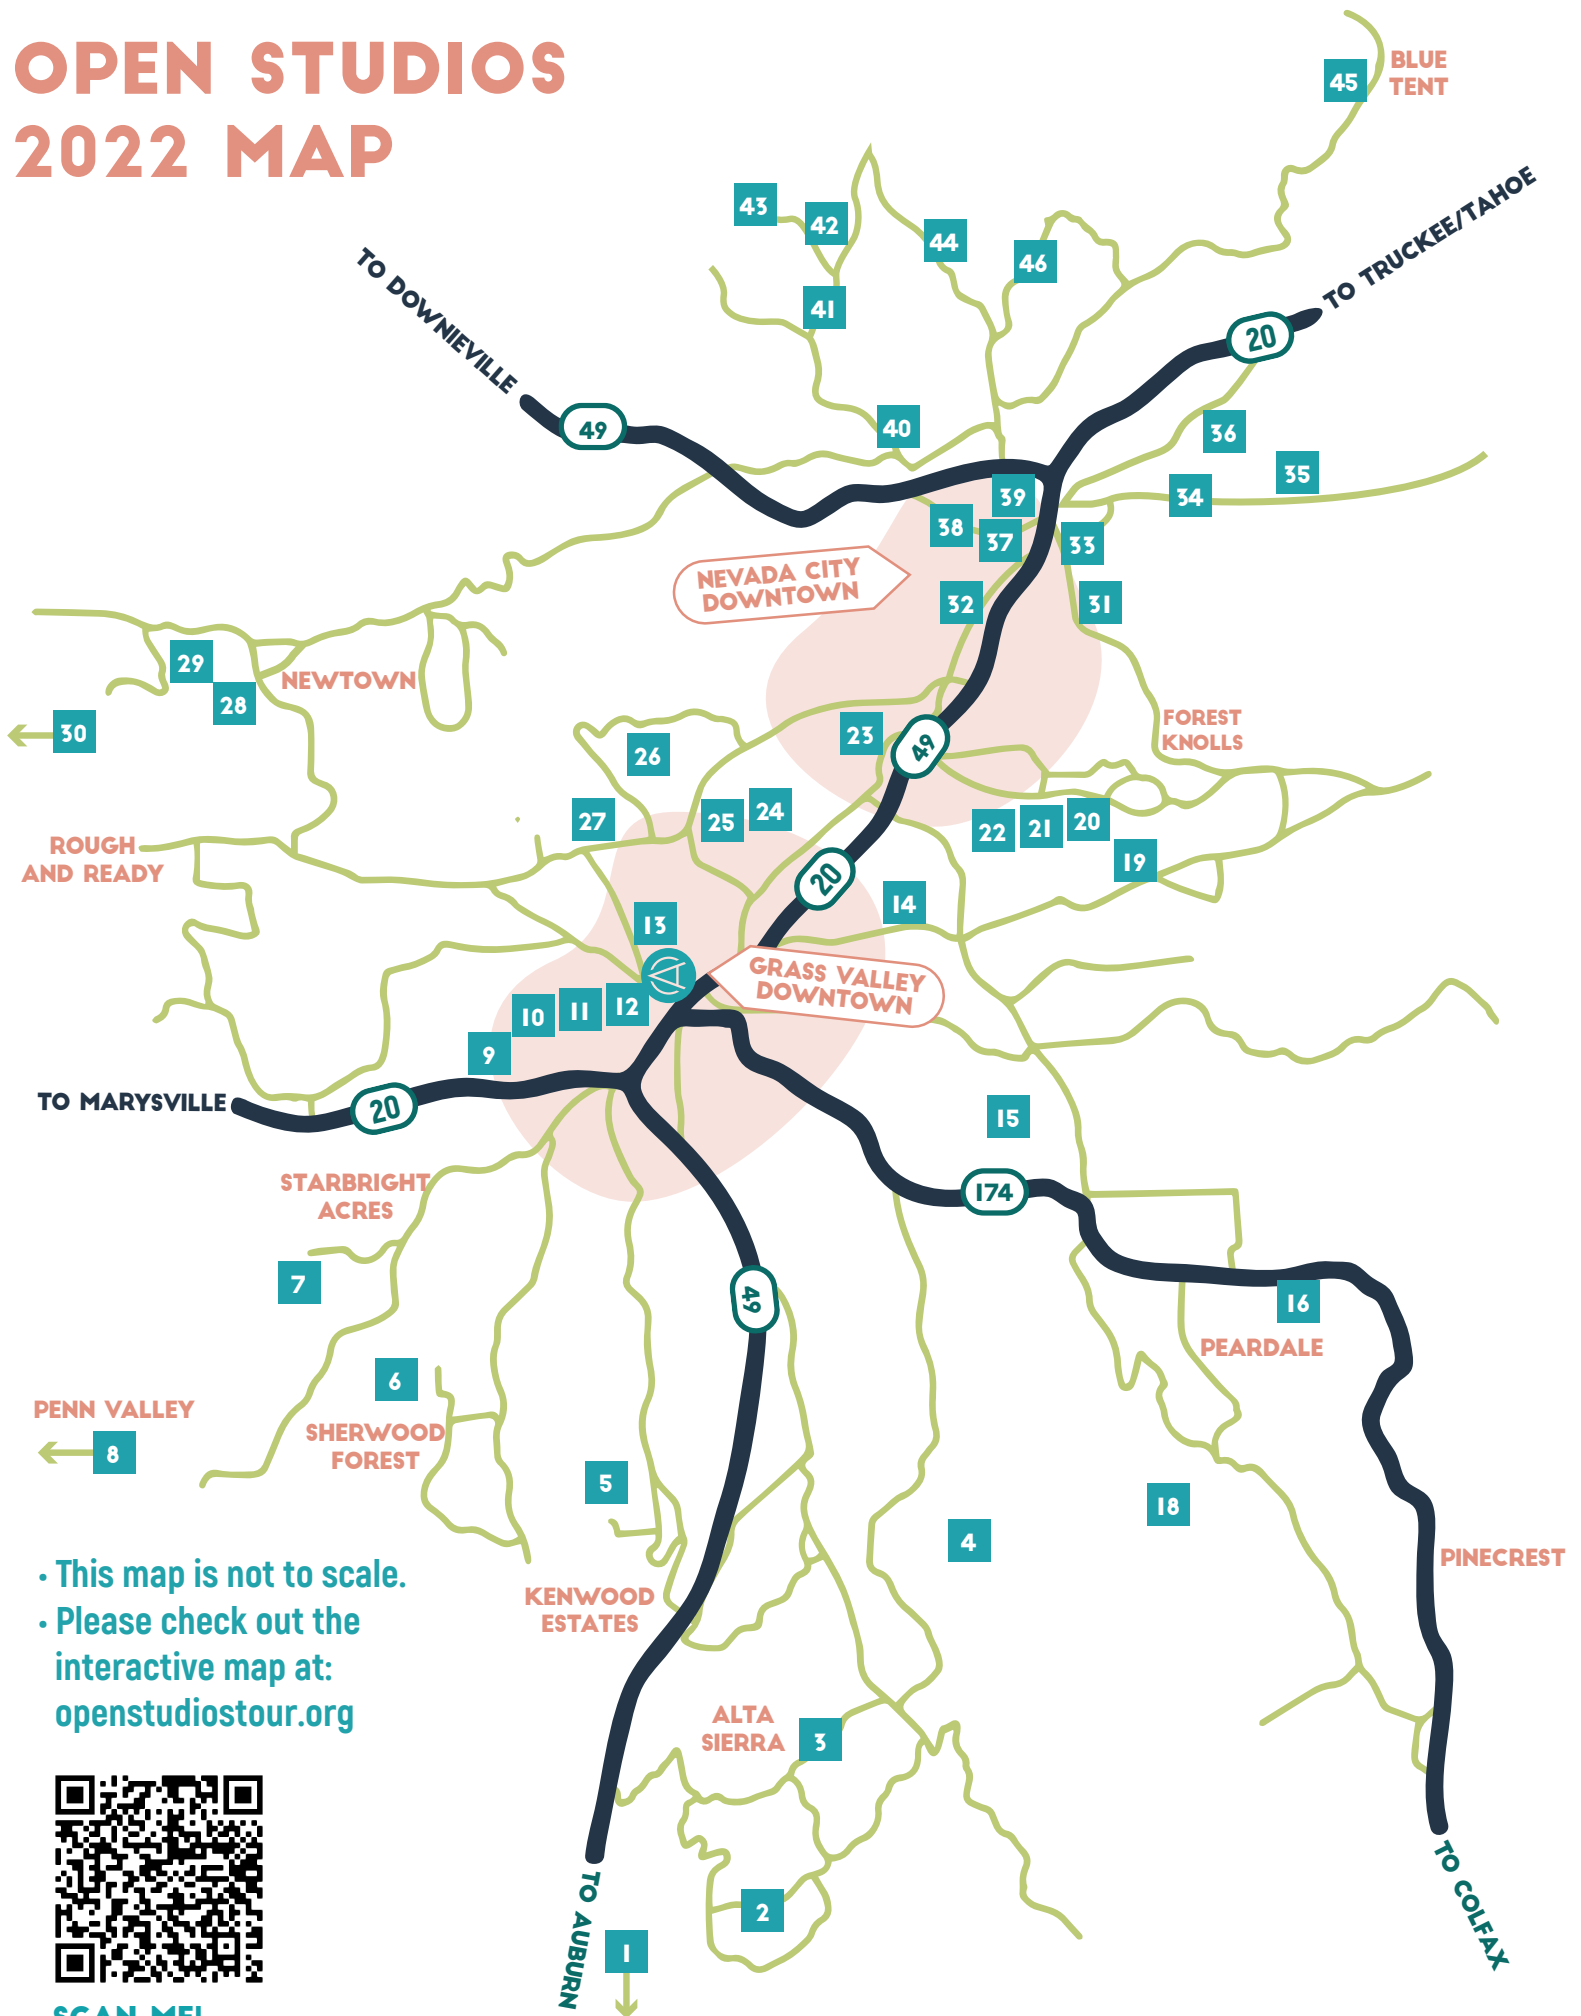 OPEN STUDIOS
2022 MAP
45
BLUE
TENT
TO TRUCKEE/TAHOE
43
42
44
46
41
20
TO DOWNIEVILLE
49
40
36
35
34
39
38
37
33
NEVADA CITY
DOWNTOWN
32
31
29
28
NEWTOWN
30
FOREST
KNOLLS
23
49
26
27
25
24
22
21
20
19
ROUGH
AND READY
20
14
13
GRASS VALLEY
DOWNTOWN
12
11
10
9
TO MARYSVILLE
20
15
174
STARBRIGHT
ACRES
7
49
16
PEARDALE
6
PENN VALLEY
8
SHERWOOD
FOREST
5
18
4
PINECREST
KENWOOD
ESTATES
• This map is not to scale.
• Please check out the
interactive map at:
openstudiostour.org
ALTA
SIERRA
3
2
1
TO AUBURN
TO COLFAX
SCAN ME!